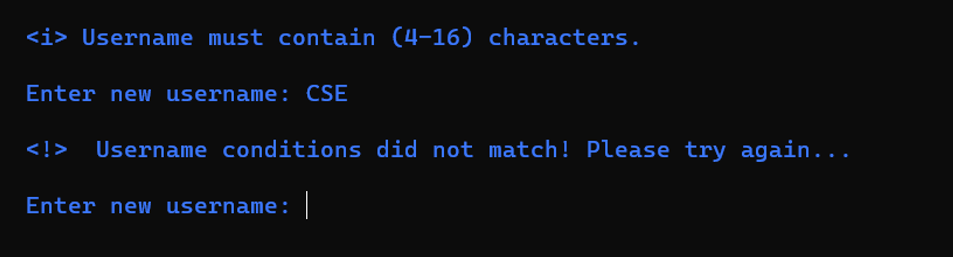 <i> Username must contain (4-16) characters.
Enter new username: CSE
<!>  Username conditions did not match! Please try again...
Enter new username: